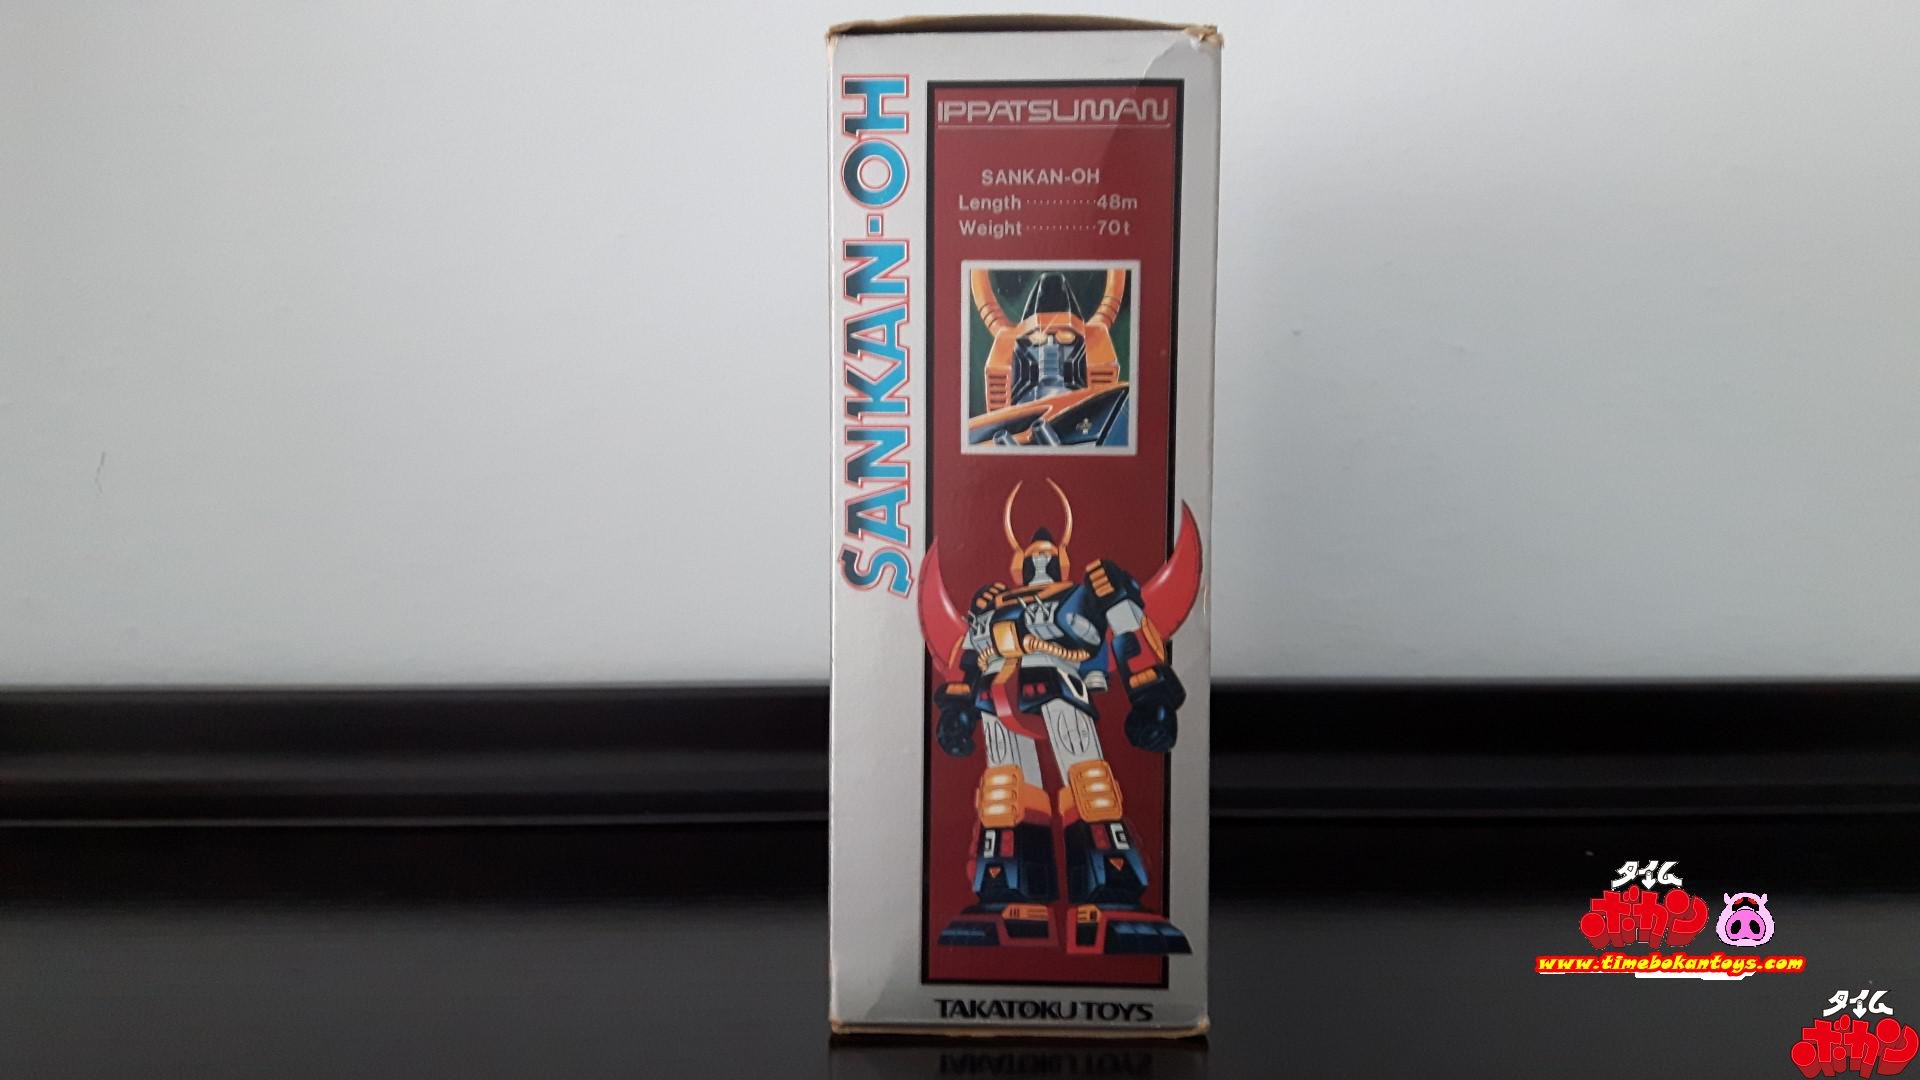 SANKAN-OH
IPPATSUMAN
SANKAN-OH
Length ··········· 48m
Weight ··········· 70t
TAKATOKU TOYS
タイム
ボカン
www.timebokantoys.com
タイム
ボカン